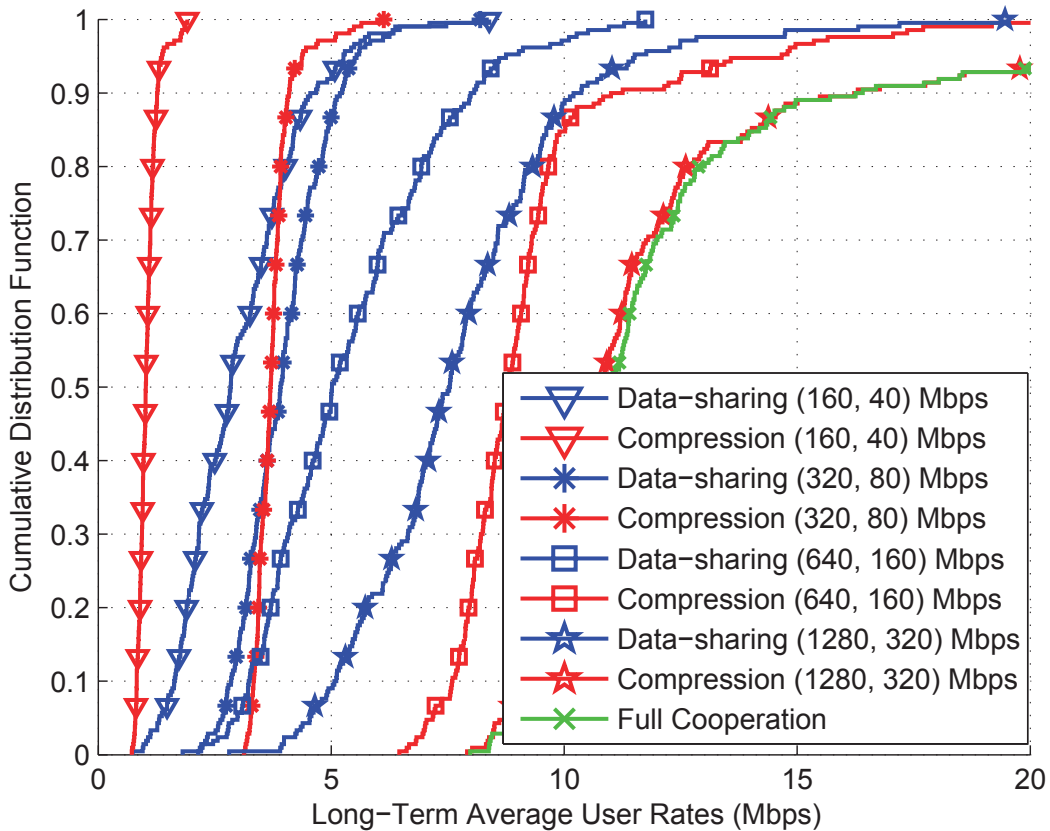 1
0.9
0.8
0.7
0.6
0.5
0.4
0.3
0.2
0.1
0
Cumulative Distribution Function
Data−sharing (160, 40) Mbps
Compression (160, 40) Mbps
Data−sharing (320, 80) Mbps
Compression (320, 80) Mbps
Data−sharing (640, 160) Mbps
Compression (640, 160) Mbps
Data−sharing (1280, 320) Mbps
Compression (1280, 320) Mbps
Full Cooperation
0 5 10 15 20
Long−Term Average User Rates (Mbps)